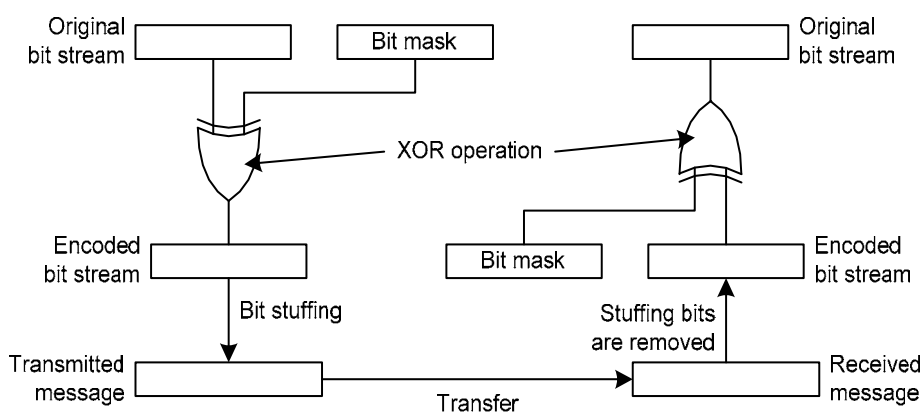 Original
bit stream
Bit mask
Original
bit stream
XOR operation
Encoded
bit stream
Bit mask
Encoded
bit stream
Bit stuffing
Stuffing bits
are removed
Transmitted
message
Transfer
Received
message